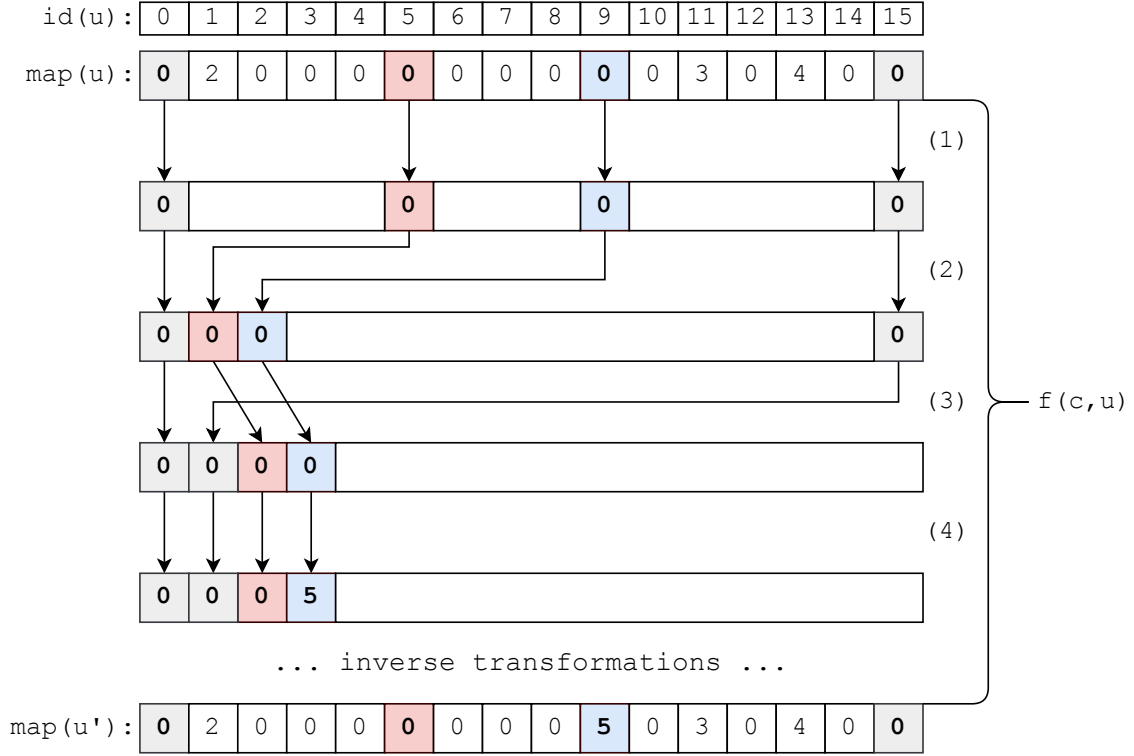 id(u): 0 1 2 3 4 5 6 7 8 9 10 11 12 13 14 15
map(u): 0 2 0 0 0 0 0 0 0 0 0 3 0 4 0 0
(1)
0 0 0 0
(2)
0 0 0 0
(3) f(c,u)
0 0 0 0
(4)
0 0 0 5
... inverse transformations ...
map(u'): 0 2 0 0 0 0 0 0 0 5 0 3 0 4 0 0